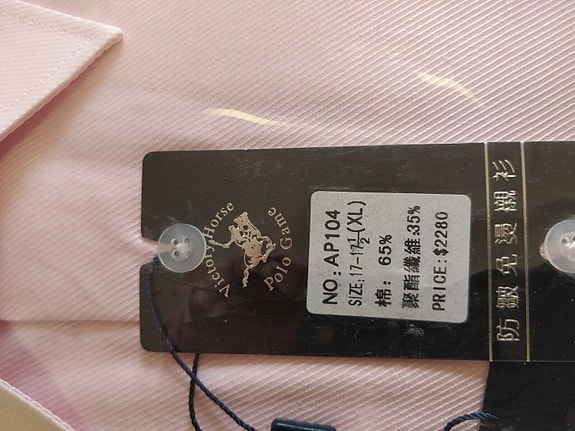 Victory Horse
Polo Game
NO: AP104
SIZE: 17-17½(XL)
棉: 65%
聚酯纖維 35%
PRICE: $2280
防皺免燙襯衫